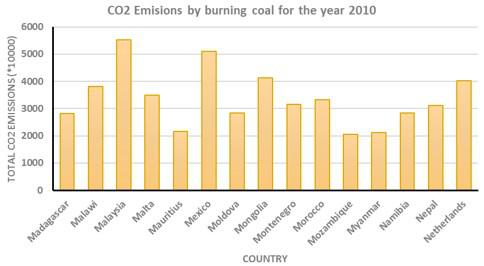 CO2 Emisions by burning coal for the year 2010
TOTAL CO2 EMISSIONS (*10000)
6000
5000
4000
3000
2000
1000
0
Madagascar
Malawi
Malaysia
Malta
Mauritius
Mexico
Moldova
Mongolia
Montenegro
Morocco
Mozambique
Myanmar
Namibia
Nepal
Netherlands
COUNTRY